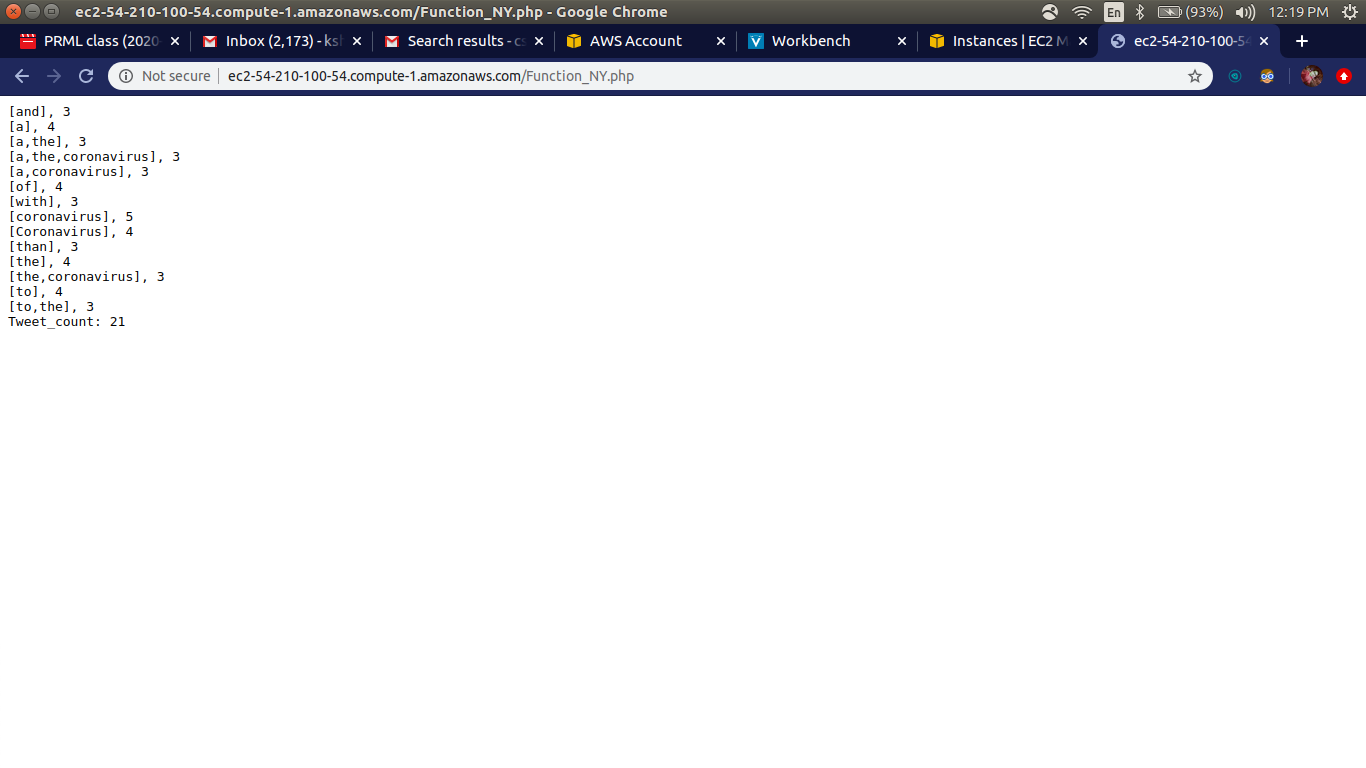 ec2-54-210-100-54.compute-1.amazonaws.com/Function_NY.php - Google Chrome
En
(93%)
12:19 PM
PRML class (2020-
Inbox (2,173) - ksh
Search results - cs
AWS Account
Workbench
Instances | EC2 M
ec2-54-210-100-54
Not secure
ec2-54-210-100-54.compute-1.amazonaws.com/Function_NY.php
[and], 3
[a], 4
[a,the], 3
[a,the,coronavirus], 3
[a,coronavirus], 3
[of], 4
[with], 3
[coronavirus], 5
[Coronavirus], 4
[than], 3
[the], 4
[the,coronavirus], 3
[to], 4
[to,the], 3
Tweet_count: 21